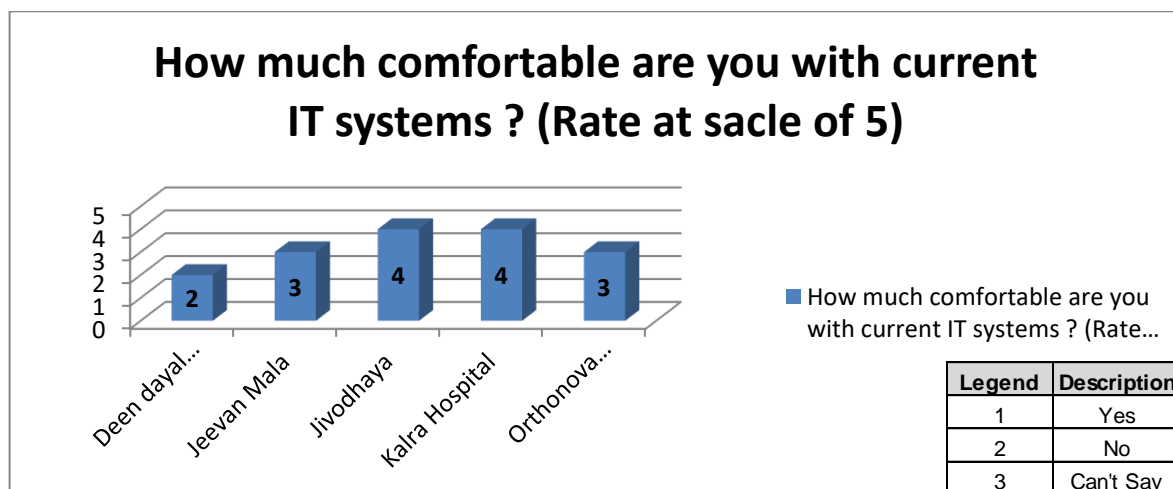 How much comfortable are you with current
IT systems ? (Rate at sacle of 5)
5
4
3
2
1
0
2
3
4
4
3
Deen dayal...
Jeevan Mala
Jivodhaya
Kalra Hospital
Orthonova...
How much comfortable are you
with current IT systems ? (Rate...
Legend Description
1 Yes
2 No
3 Can't Say